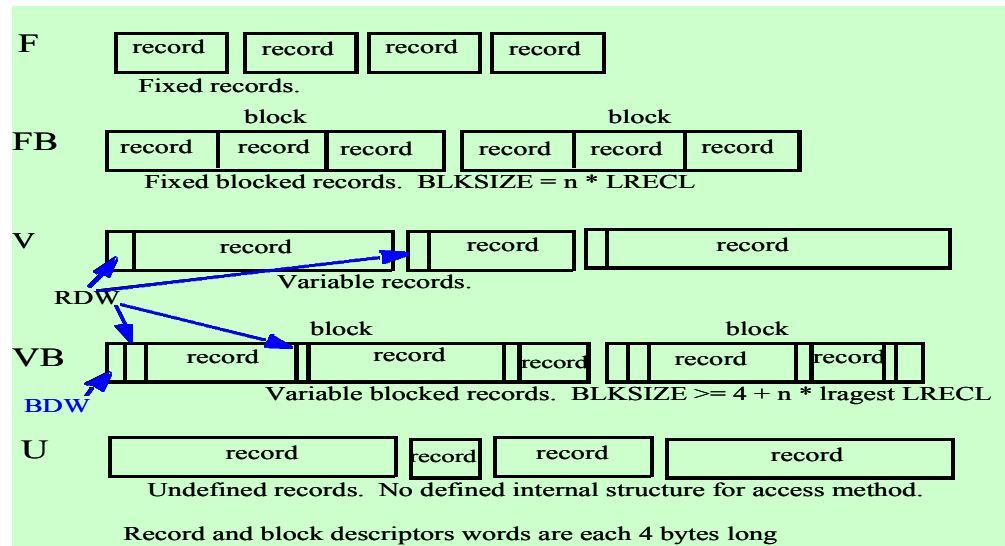 F
record record record record
Fixed records.
block block
FB
record record record record record record
Fixed blocked records. BLKSIZE = n * LRECL
V
record record record
Variable records.
RDW
block block
VB
record record record record record
Variable blocked records. BLKSIZE >= 4 + n * lragest LRECL
BDW
U
record record record record
Undefined records. No defined internal structure for access method.
Record and block descriptors words are each 4 bytes long